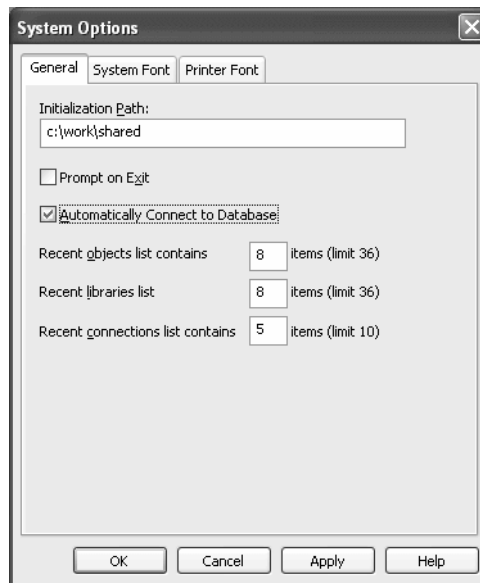 System Options
General System Font Printer Font
Initialization Path:
c:\work\shared
Prompt on Exit
Automatically Connect to Database
Recent objects list contains 8 items (limit 36)
Recent libraries list 8 items (limit 36)
Recent connections list contains 5 items (limit 10)
OK Cancel Apply Help